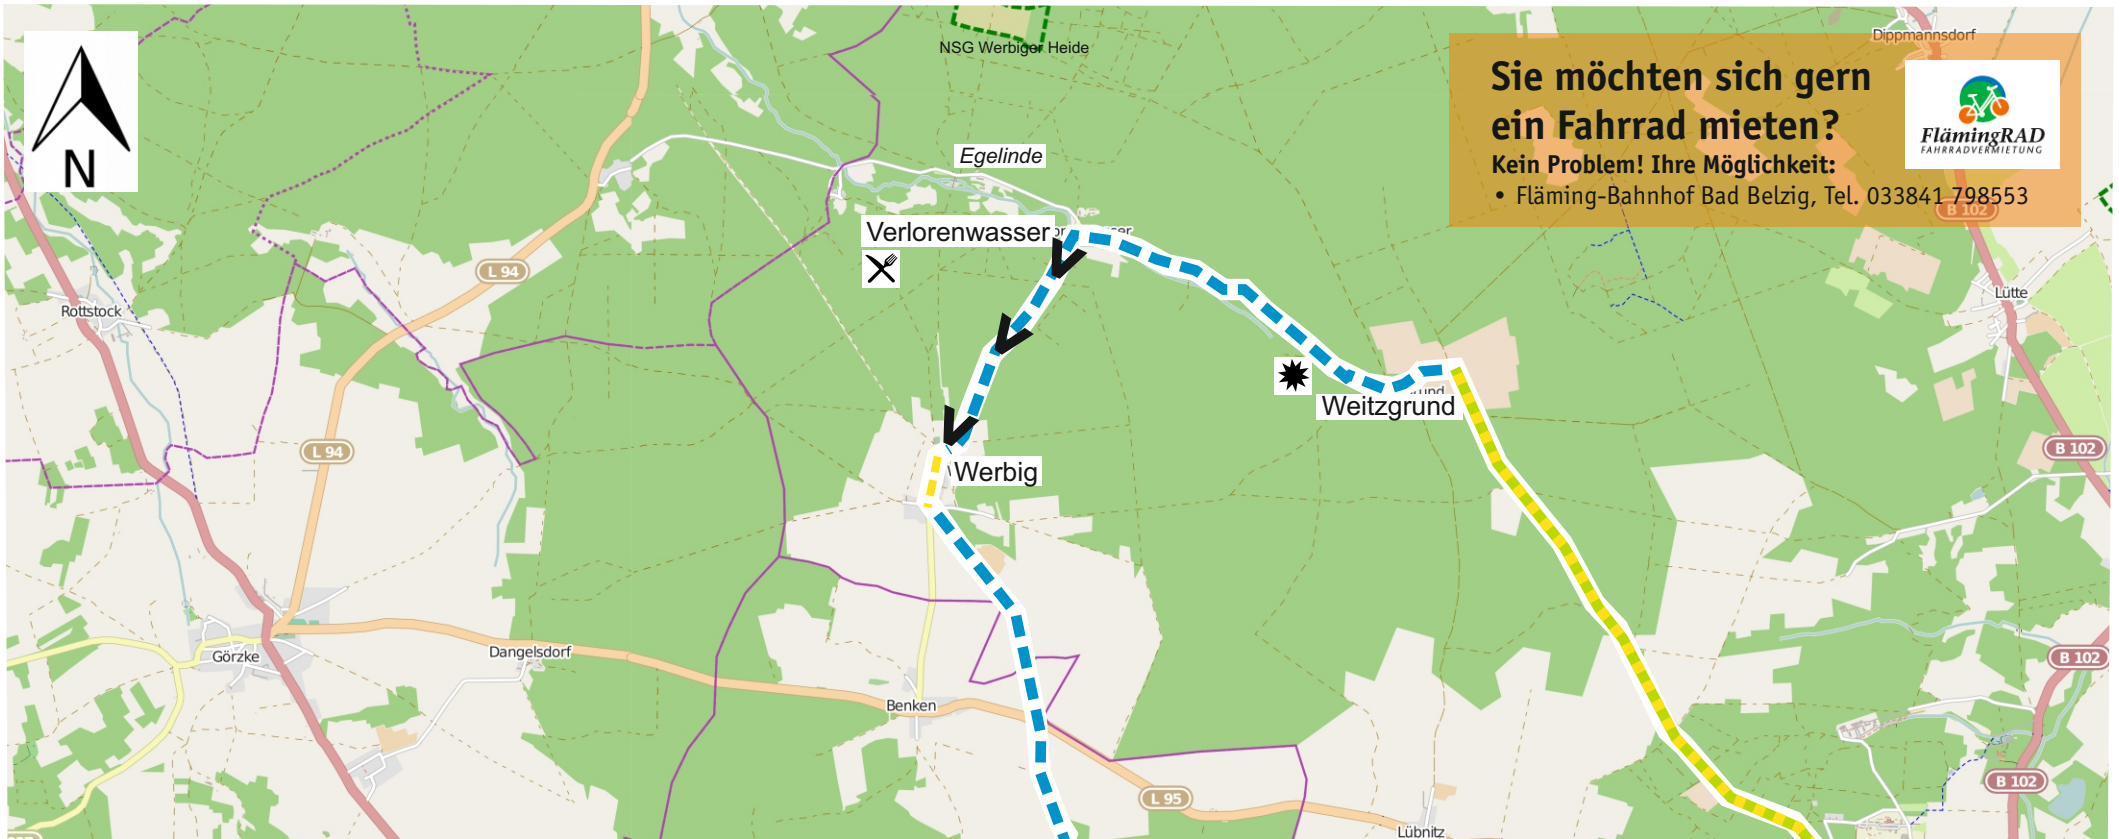 NSG Werbiger Heide
Dippmannsdorf
Sie möchten sich gern
ein Fahrrad mieten?
Kein Problem! Ihre Möglichkeit:
• Fläming-Bahnhof Bad Belzig, Tel. 033841 798553
FlämingRAD
FAHRRADVERMIETUNG
N
Egelinde
B 102
Verlorenwasser
L 94
Lütte
Rottstock
Weitzgrund
L 94
B 102
Werbig
Görzke
Dangelsdorf
B 102
Benken
B 102
L 95
Lübnitz